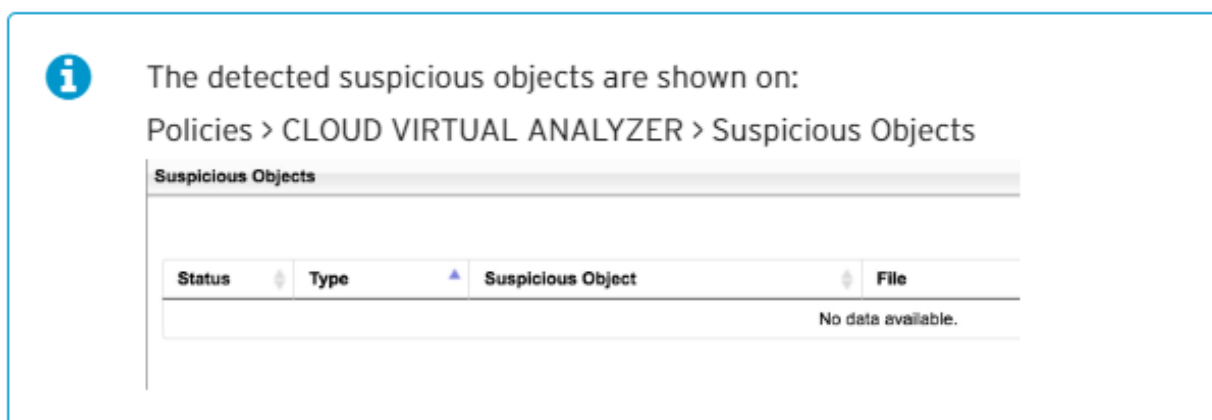 The detected suspicious objects are shown on:
Policies > CLOUD VIRTUAL ANALYZER > Suspicious Objects
Suspicious Objects
Status Type Suspicious Object File
No data available.